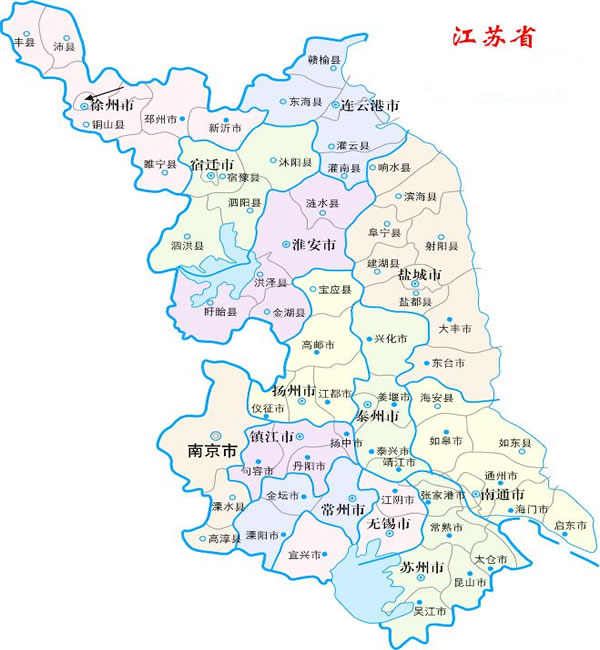 江苏省
丰县
沛县
赣榆县
徐州市
东海县
连云港市
铜山县
邳州市
新沂市
灌云县
睢宁县
宿迁市
沭阳县
灌南县
响水县
宿豫县
泗阳县
涟水县
滨海县
阜宁县
射阳县
泗洪县
淮安市
建湖县
盐城市
洪泽县
宝应县
盐都县
盱眙县
金湖县
大丰市
高邮市
兴化市
东台市
扬州市
江都市
姜堰市
海安县
仪征市
泰州市
镇江市
扬中市
如皋市
如东县
南京市
句容市
丹阳市
泰兴市
靖江市
通州市
金坛市
江阴市
张家港市
南通市
溧水县
常州市
海门市
高淳县
溧阳市
无锡市
常熟市
启东市
宜兴市
苏州市
太仓市
昆山市
吴江市